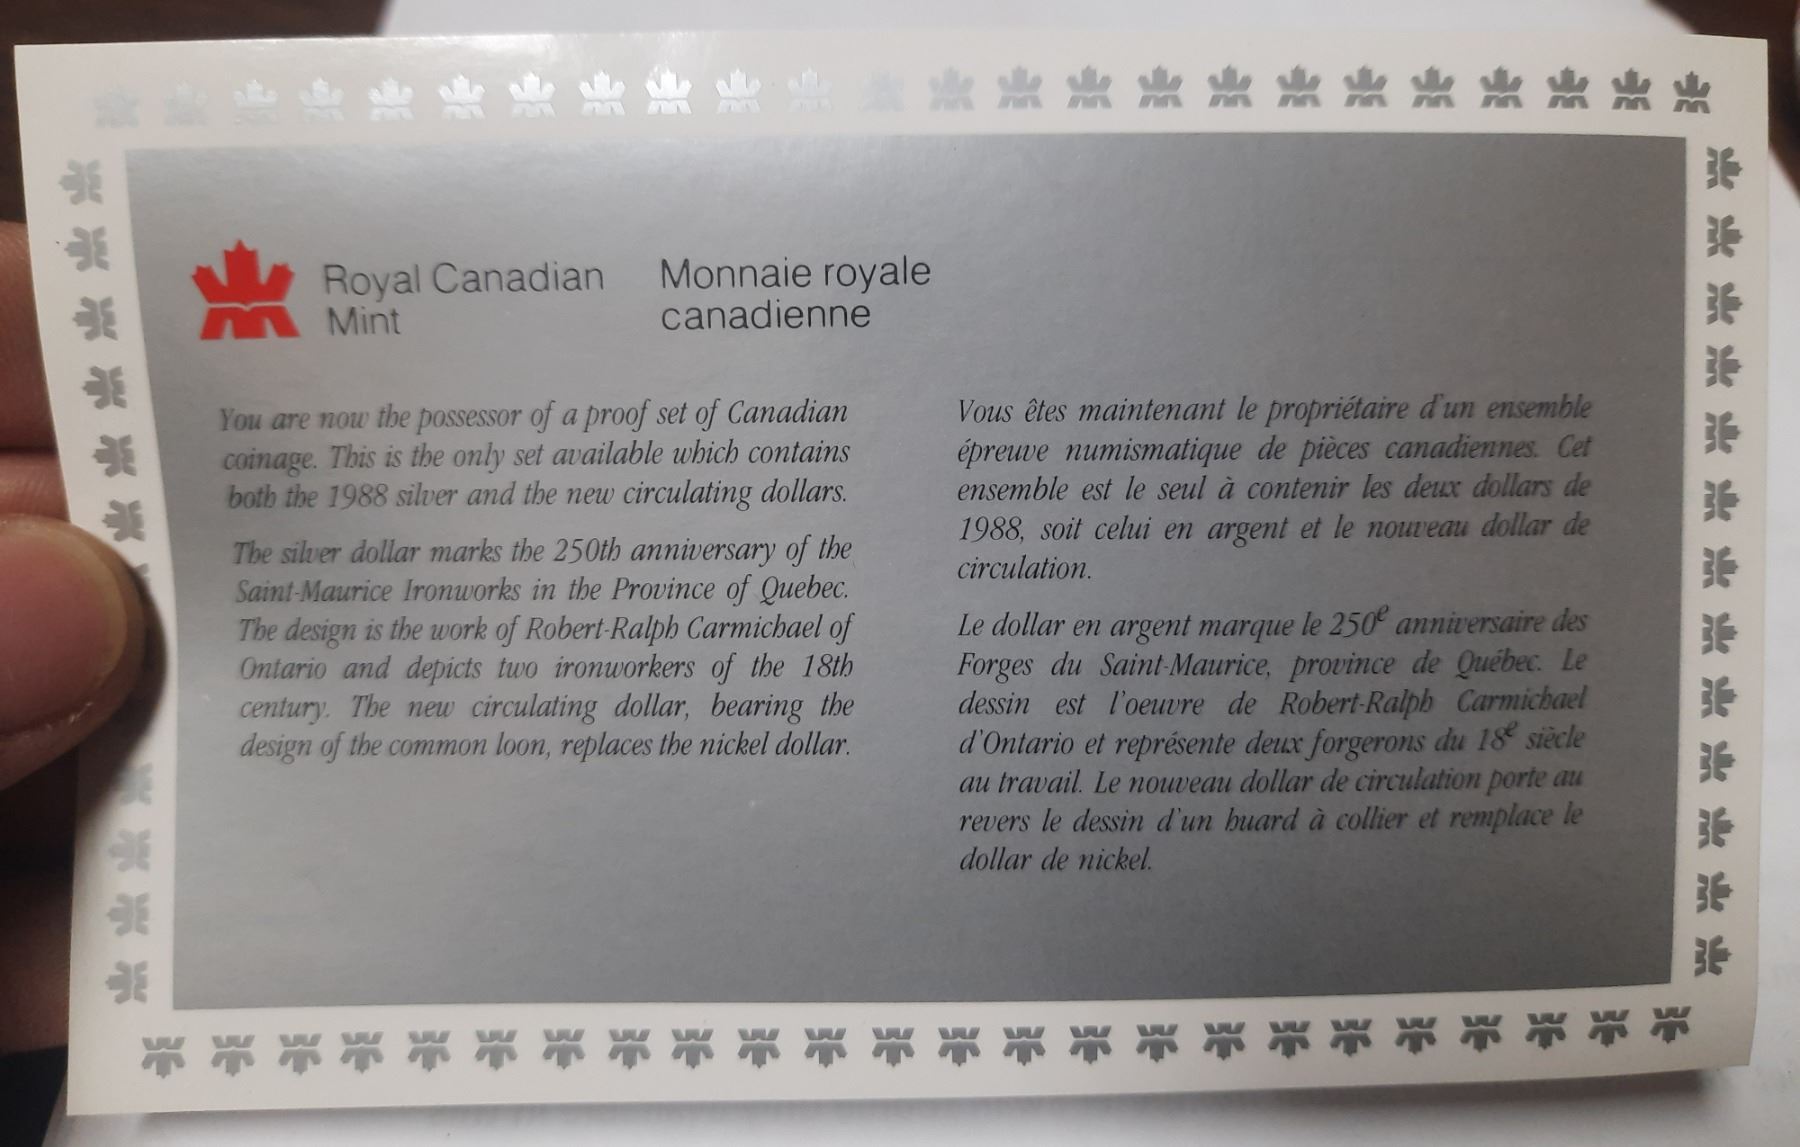 Royal Canadian
Mint
Monnaie royale
canadienne
You are now the possessor of a proof set of Canadian
coinage. This is the only set available which contains
both the 1988 silver and the new circulating dollars.
The silver dollar marks the 250th anniversary of the
Saint-Maurice Ironworks in the Province of Quebec.
The design is the work of Robert-Ralph Carmichael of
Ontario and depicts two ironworkers of the 18th
century. The new circulating dollar, bearing the
design of the common loon, replaces the nickel dollar.
Vous êtes maintenant le propriétaire d'un ensemble
épreuve numismatique de pièces canadiennes. Cet
ensemble est le seul à contenir les deux dollars de
1988, soit celui en argent et le nouveau dollar de
circulation.
Le dollar en argent marque le 250e anniversaire des
Forges du Saint-Maurice, province de Québec. Le
dessin est l'oeuvre de Robert-Ralph Carmichael
d'Ontario et représente deux forgerons du 18e siècle
au travail. Le nouveau dollar de circulation porte au
revers le dessin d'un huard à collier et remplace le
dollar de nickel.